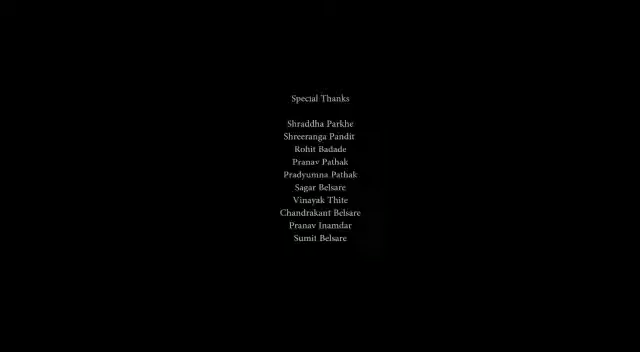 Special Thanks
Shraddha Parkhe
Shreeranga Pandit
Rohit Badade
Pranav Pathak
Pradyumna Pathak
Sagar Belsare
Vinayak Thite
Chandrakant Belsare
Pranav Inamdar
Sumit Belsare